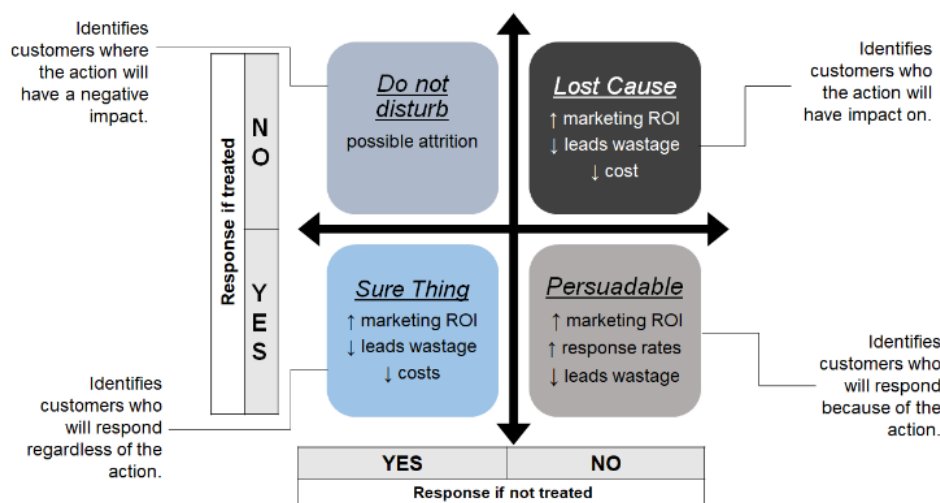 Identifies
customers where
the action will
have a negative
impact.
Do not
disturb
possible attrition
Lost Cause
↑ marketing ROI
↓ leads wastage
↓ cost
Identifies
customers who
the action will
have impact on.
Response if treated
NO
YES
Sure Thing
↑ marketing ROI
↓ leads wastage
↓ costs
Persuadable
↑ marketing ROI
↑ response rates
↓ leads wastage
Identifies
customers who
will respond
regardless of the
action.
Identifies
customers who
will respond
because of the
action.
YES
NO
Response if not treated